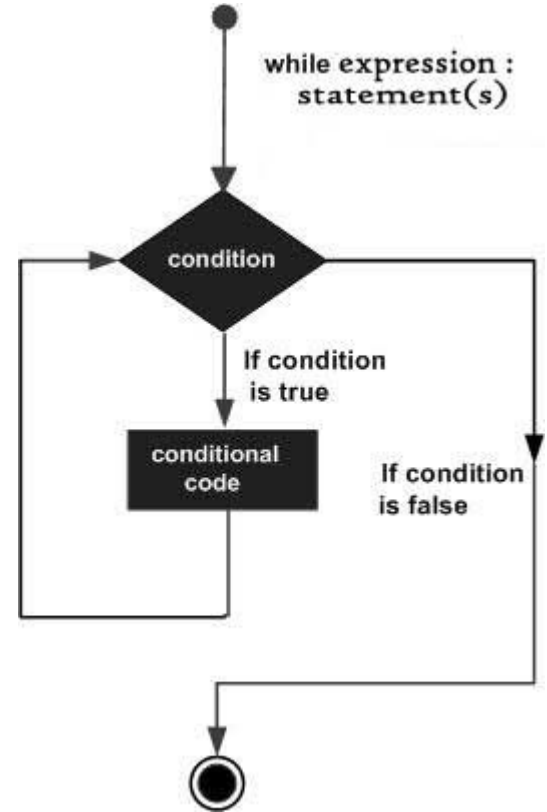 while expression :
statement(s)
condition
If condition
is true
conditional
code
If condition
is false